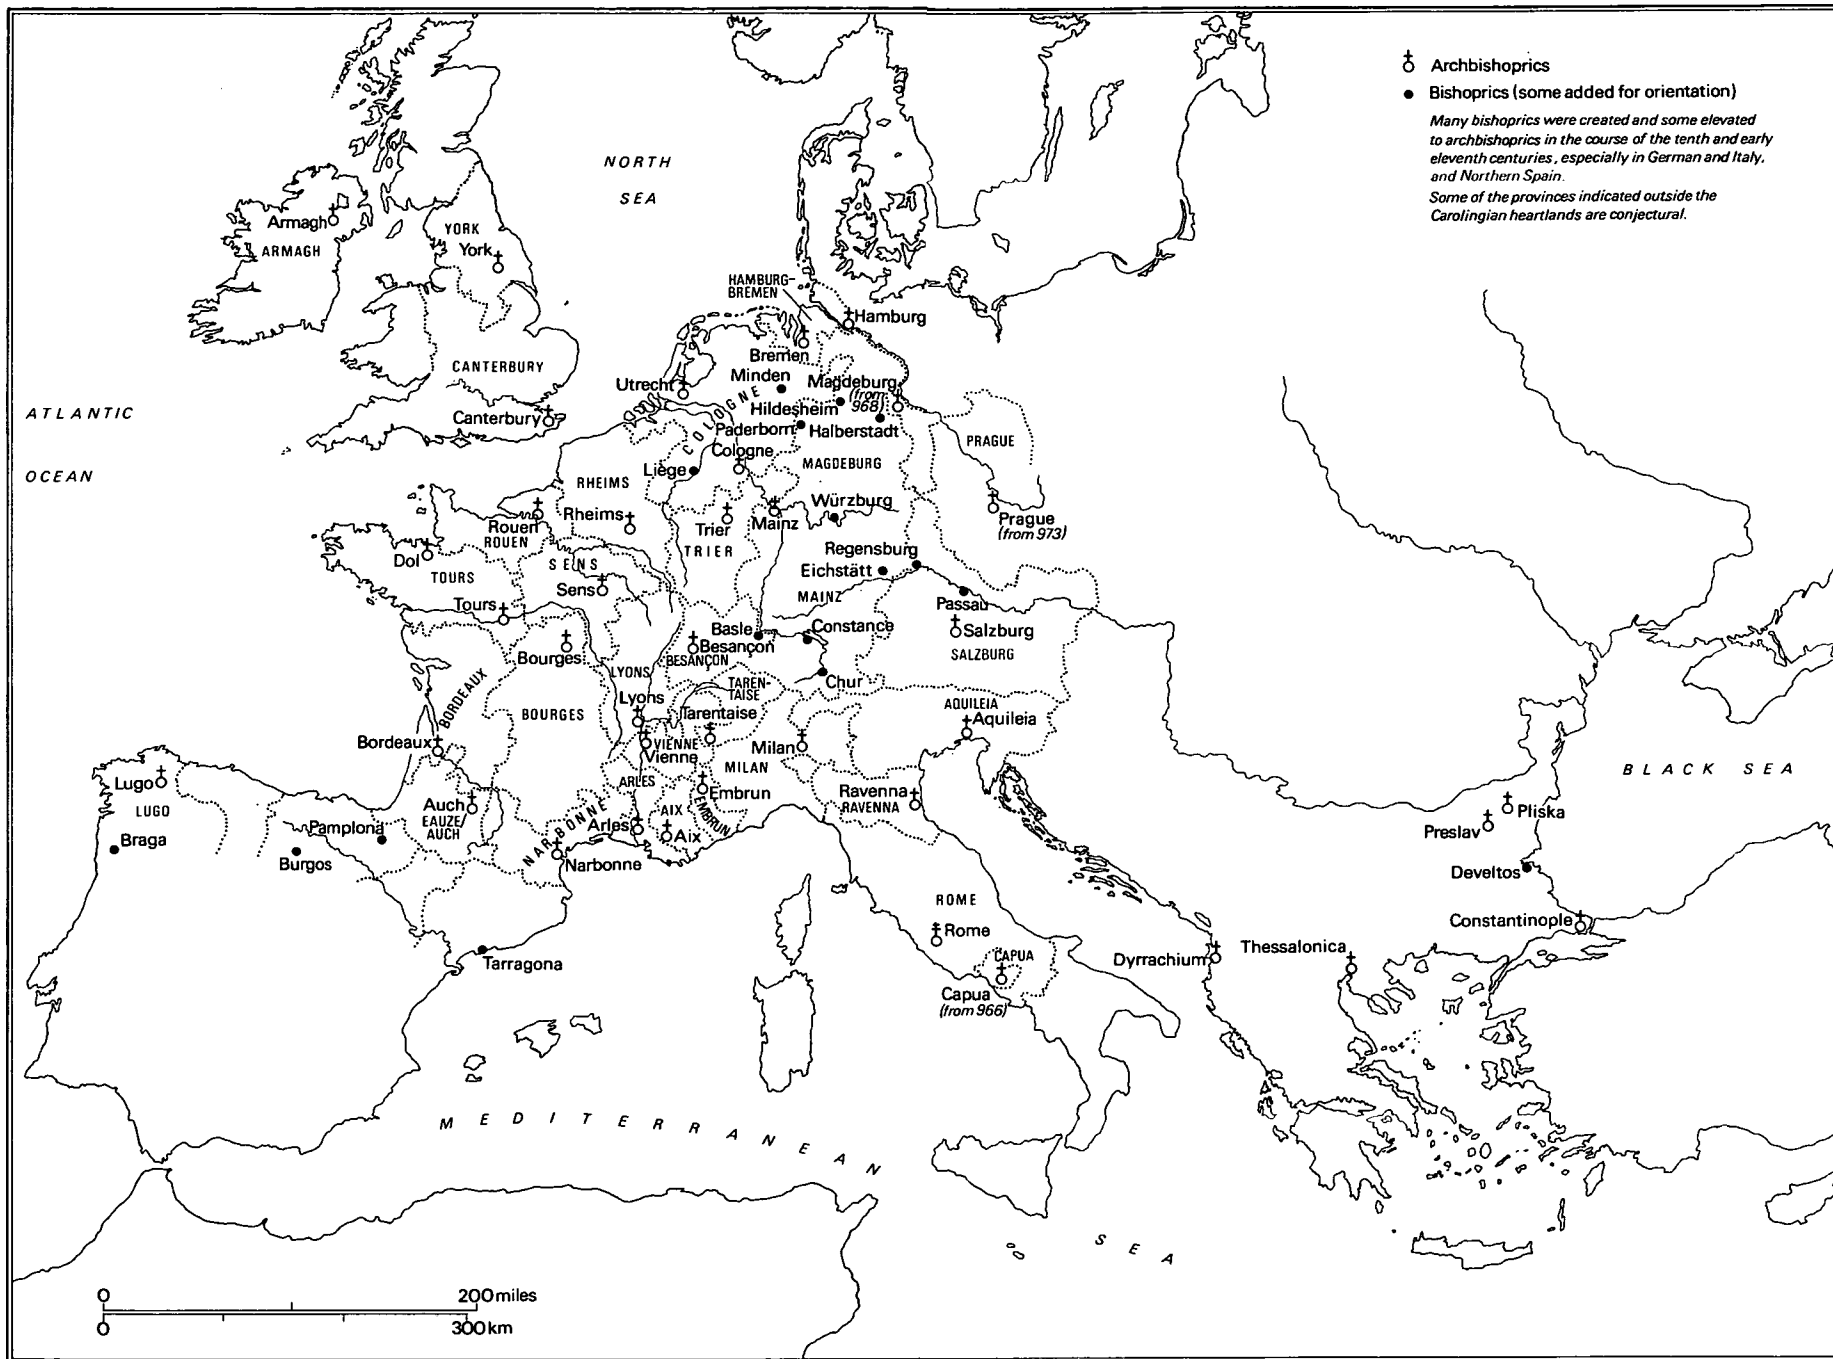 Archbishoprics
Bishoprics (some added for orientation)
Many bishoprics were created and some elevated
to archbishoprics in the course of the tenth and early
eleventh centuries, especially in German and Italy,
and Northern Spain.
Some of the provinces indicated outside the
Carolingian heartlands are conjectural.
NORTH
SEA
Armagh
ARMAGH
YORK
York
HAMBURG-
BREMEN
Hamburg
Bremen
CANTERBURY
Utrecht
Minden
Magdeburg
(from
968)
ATLANTIC
Canterbury
COLOGNE
Hildesheim
Paderborn
Halberstadt
PRAGUE
OCEAN
Cologne
MAGDEBURG
Liège
RHEIMS
Rouen
ROUEN
Rheims
Trier
TRIER
Mainz
Würzburg
Prague
(from 973)
Dol
TOURS
SENS
Sens
Regensburg
Eichstätt
MAINZ
Passau
Tours
Basle
Constance
Salzburg
SALZBURG
Bourges
Besançon
BESANÇON
LYONS
Chur
TAREN-
TAISE
Lyons
BORDEAUX
BOURGES
Tarentaise
AQUILEIA
Aquileia
Bordeaux
VIENNE
Vienne
Milan
MILAN
BLACK SEA
Lugo
LUGO
ARLES
Embrun
EMBRUN
Ravenna
RAVENNA
Auch
EAUZE/
AUCH
AIX
Aix
Arles
NARBONNE
Narbonne
Pamplona
Braga
Burgos
Pliska
Preslav
Develtos
ROME
Rome
Constantinople
Tarragona
CAPUA
Capua
(from 966)
Dyrrachium
Thessalonica
MEDITERRANEAN
SEA
0 200 miles
0 300 km